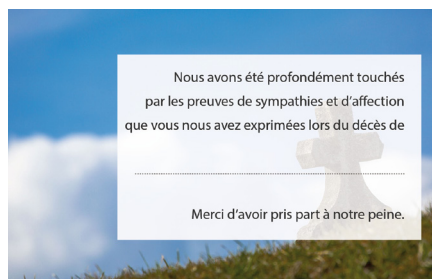 Nous avons été profondément touchés
par les preuves de sympathies et d'affection
que vous nous avez exprimées lors du décès de
Merci d'avoir pris part à notre peine.